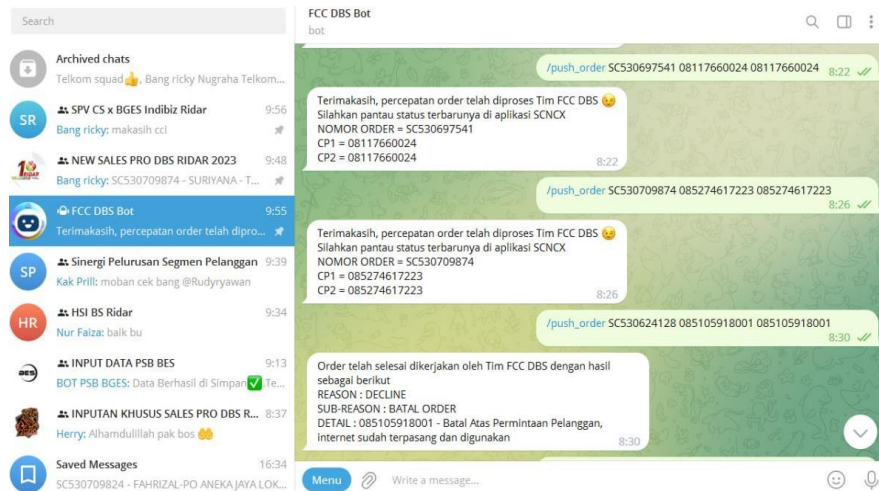 Search
Archived chats
Telkom squad👍, Bang ricky Nugraha Telkom...
SR
SPV CS x BGES Indibiz Ridar 9:56
Bang ricky: makasih cci
NEW SALES PRO DBS RIDAR 2023 9:48
Bang ricky: SC530709874 - SURIYANA - T...
FCC DBS Bot 9:55
Terimakasih, percepatan order telah dipro...
SP
Sinergi Pelurusan Segmen Pelanggan 9:39
Kak Prill: moban cek bang @Rudyryawan
HR
HSI BS Ridar 9:34
Nur Faiza: baik bu
INPUT DATA PSB BES 9:13
BOT PSB BGES: Data Berhasil di Simpan✅.Te...
INPUTAN KHUSUS SALES PRO DBS R... 8:37
Herry: Alhamdulillah pak bos 🤲
Saved Messages 16:34
SC530709824 - FAHRIZAL-PO ANEKA JAYA LOK...
FCC DBS Bot
bot
/push_order SC530697541 08117660024 08117660024 8:22
Terimakasih, percepatan order telah diproses Tim FCC DBS 😉
Silahkan pantau status terbarunya di aplikasi SCNCX
NOMOR ORDER = SC530697541
CP1 = 08117660024
CP2 = 08117660024
8:22
/push_order SC530709874 085274617223 085274617223
8:26
Terimakasih, percepatan order telah diproses Tim FCC DBS 😉
Silahkan pantau status terbarunya di aplikasi SCNCX
NOMOR ORDER = SC530709874
CP1 = 085274617223
CP2 = 085274617223
8:26
/push_order SC530624128 085105918001 085105918001
8:30
Order telah selesai dikerjakan oleh Tim FCC DBS dengan hasil
sebagai berikut
REASON : DECLINE
SUB-REASON : BATAL ORDER
DETAIL : 085105918001 - Batal Atas Permintaan Pelanggan,
internet sudah terpasang dan digunakan
8:30
Menu
Write a message...